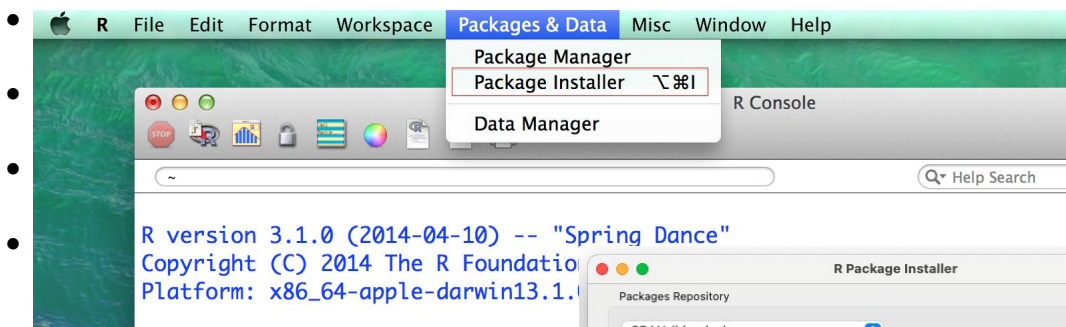 R File Edit Format Workspace Packages & Data Misc Window Help
Package Manager
Package Installer ⌥⌘I
Data Manager
R Console
STOP
~
Help Search
R version 3.1.0 (2014-04-10) -- "Spring Dance"
Copyright (C) 2014 The R Foundatio
Platform: x86_64-apple-darwin13.1.
R Package Installer
Packages Repository